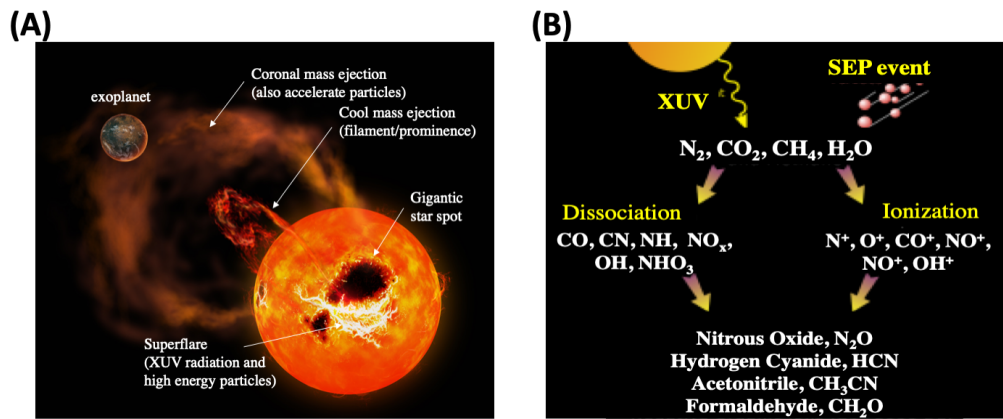 (A)
exoplanet
Coronal mass ejection
(also accelerate particles)
Cool mass ejection
(filament/prominence)
Gigantic
star spot
Superflare
(XUV radiation and
high energy particles)
(B)
XUV
SEP event
N₂, CO₂, CH₄, H₂O
Dissociation
CO, CN, NH, NOₓ,
OH, NHO₃
Ionization
N⁺, O⁺, CO⁺, NO⁺,
NO⁺, OH⁺
Nitrous Oxide, N₂O
Hydrogen Cyanide, HCN
Acetonitrile, CH₃CN
Formaldehyde, CH₂O